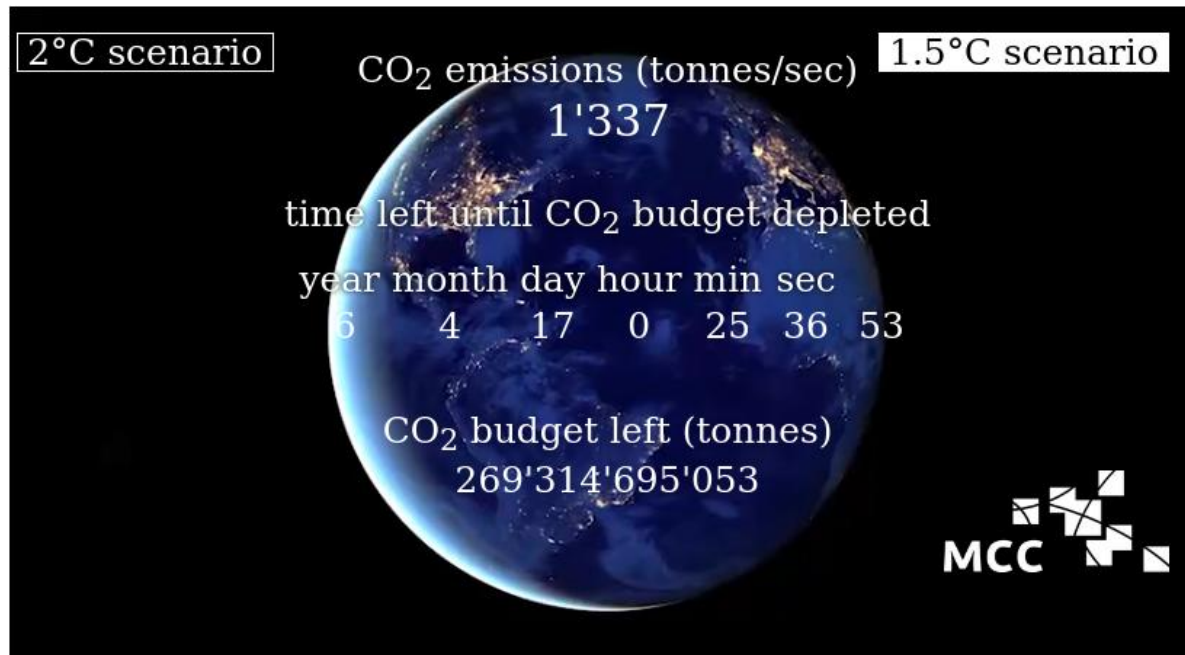 2°C scenario
1.5°C scenario
CO₂ emissions (tonnes/sec)
1'337
time left until CO₂ budget depleted
year month day hour min sec
6 4 17 0 25 36 53
CO₂ budget left (tonnes)
269'314'695'053
MCC